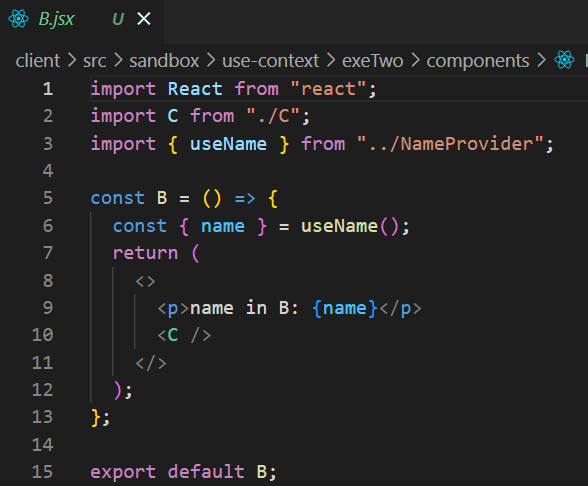 B.jsx U
client > src > sandbox > use-context > exeTwo > components >
1 import React from "react";
2 import C from "./C";
3 import { useName } from "../NameProvider";
4
5 const B = () => {
6   const { name } = useName();
7   return (
8     <>
9       <p>name in B: {name}</p>
10       <C />
11     </>
12   );
13 };
14
15 export default B;